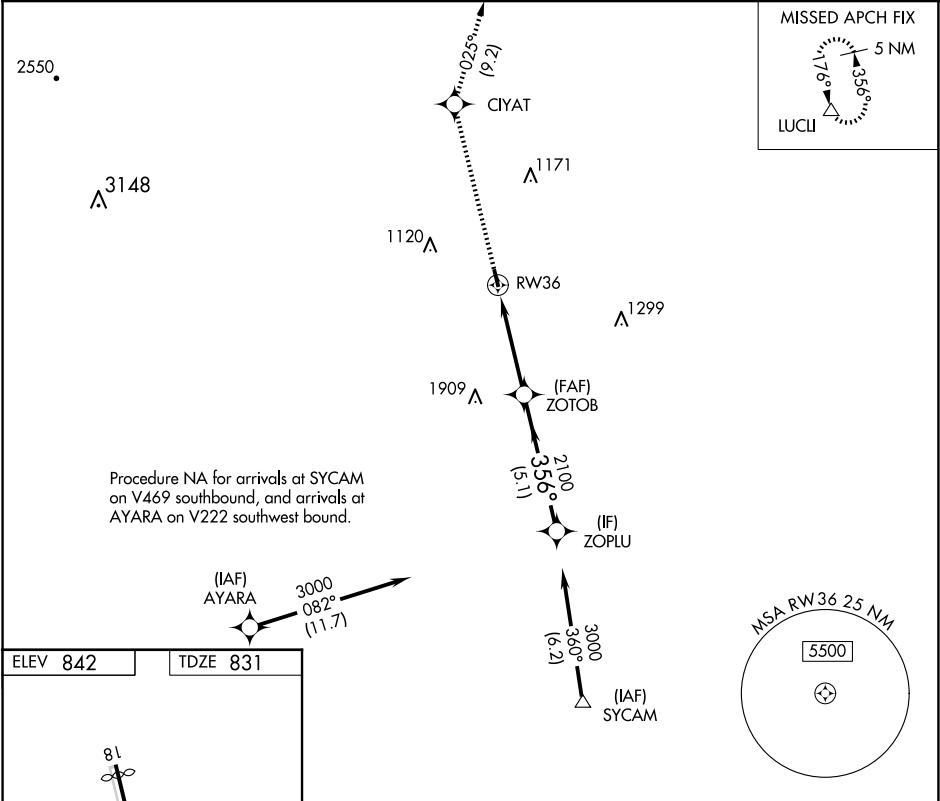 MISSED APCH FIX
5 NM
176°
356°
LUCLI
2550
025°
(9.2)
CIYAT
3148
1171
1120
RW36
1299
1909
(FAF)
ZOTOB
2100
356°
(5.1)
Procedure NA for arrivals at SYCAM
on V469 southbound, and arrivals at
AYARA on V222 southwest bound.
(IF)
ZOPLU
(IAF)
AYARA
3000
082°
(11.7)
3000
360°
(6.2)
(IAF)
SYCAM
MSA RW36 25 NM
5500
ELEV 842
TDZE 831
18